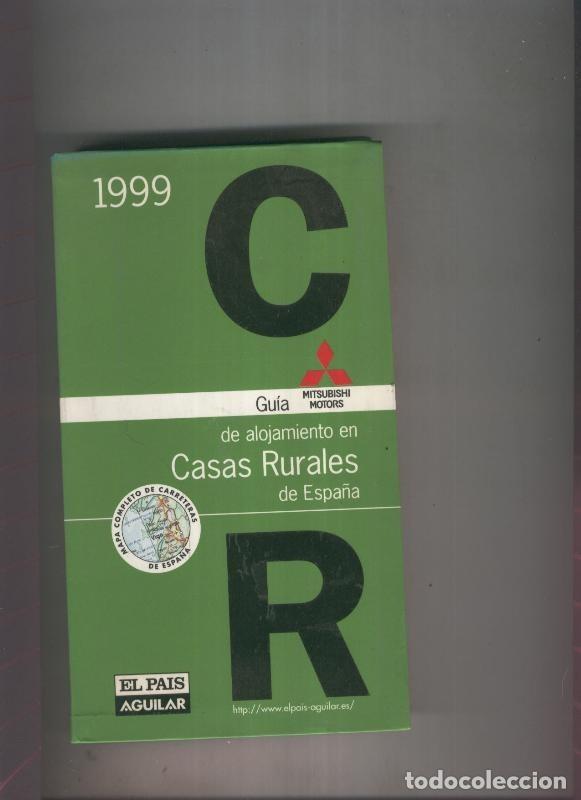 1999
C
MITSUBISHI
MOTORS
Guía
de alojamiento en
Casas Rurales
de España
MAPA COMPLETO DE CARRETERAS
DE ESPAÑA
R
EL PAIS
AGUILAR
http://www.elpais-aguilar.es/
todocoleccion